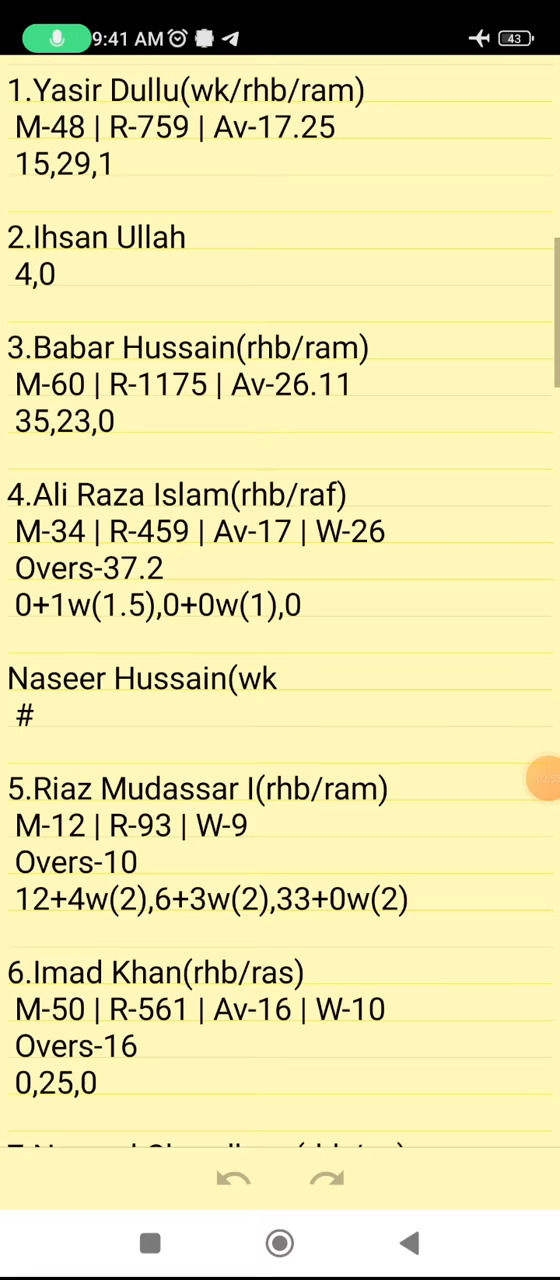 9:41 AM
43
1.Yasir Dullu(wk/rhb/ram)
M-48 | R-759 | Av-17.25
15,29,1
2.Ihsan Ullah
4,0
3.Babar Hussain(rhb/ram)
M-60 | R-1175 | Av-26.11
35,23,0
4.Ali Raza Islam(rhb/raf)
M-34 | R-459 | Av-17 | W-26
Overs-37.2
0+1w(1.5),0+0w(1),0
Naseer Hussain(wk
#
5.Riaz Mudassar I(rhb/ram)
M-12 | R-93 | W-9
Overs-10
12+4w(2),6+3w(2),33+0w(2)
6.Imad Khan(rhb/ras)
M-50 | R-561 | Av-16 | W-10
Overs-16
0,25,0